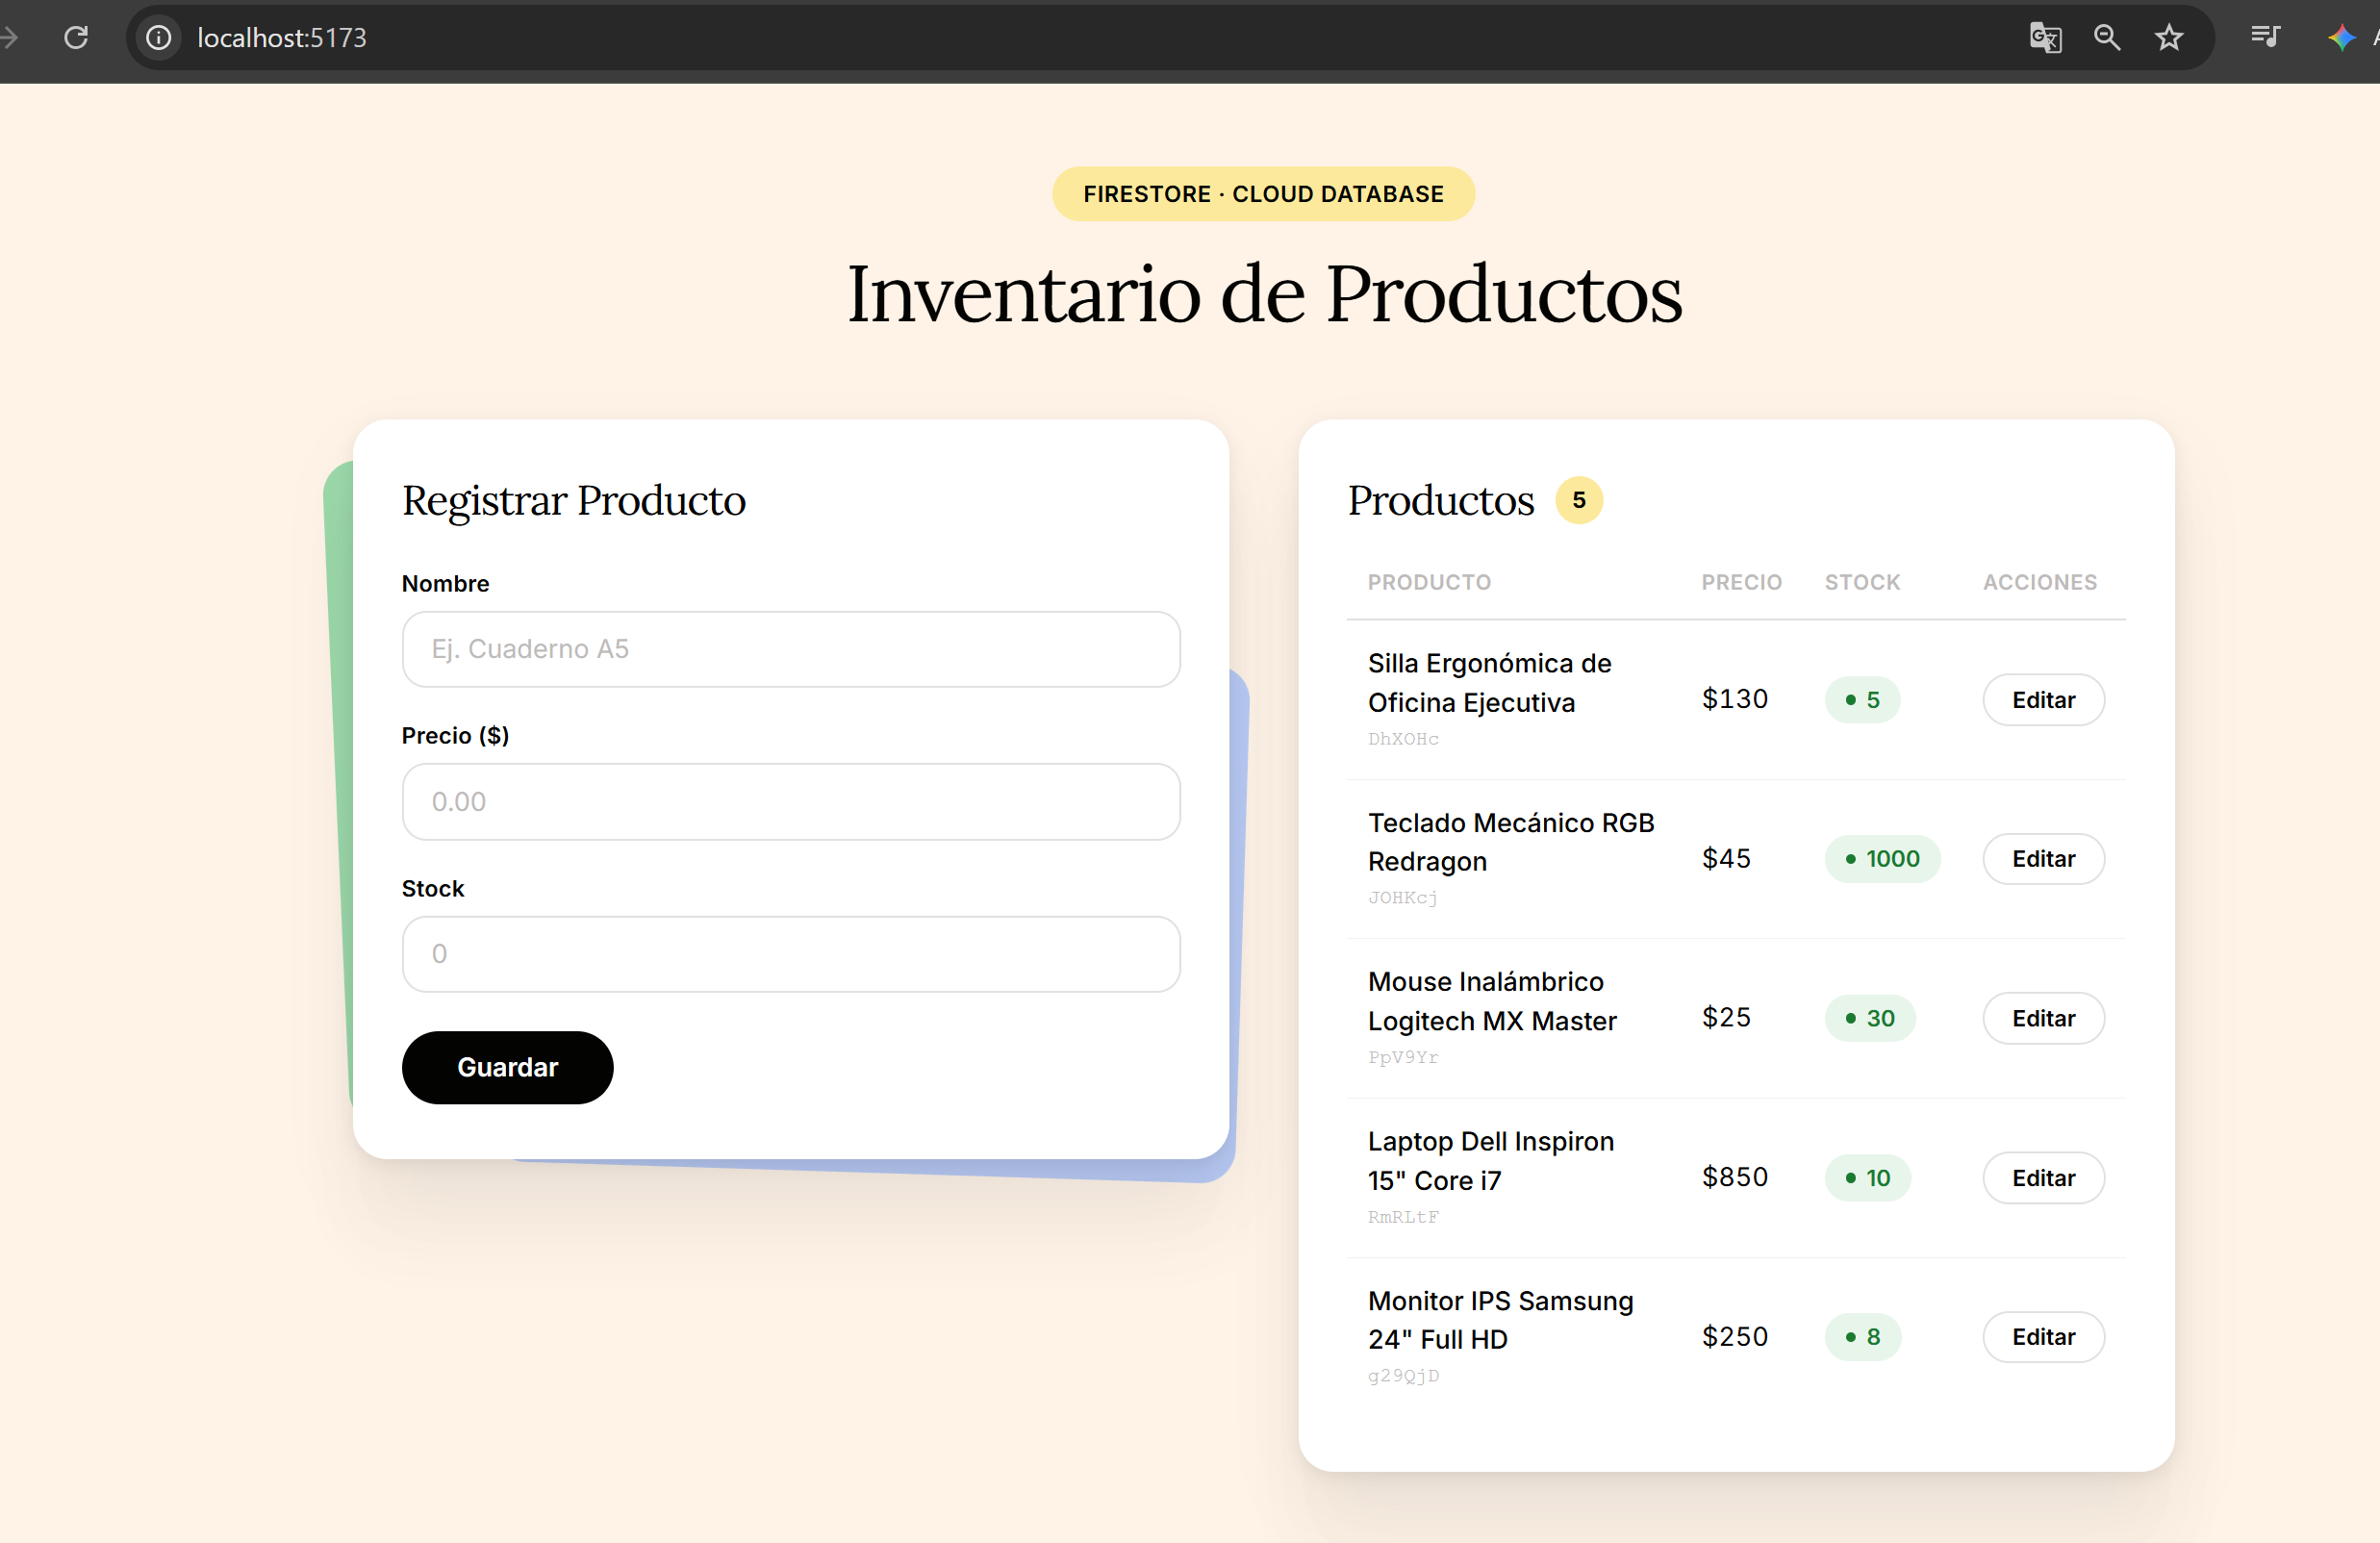 localhost:5173
FIRESTORE · CLOUD DATABASE
Inventario de Productos
Registrar Producto
Nombre
Ej. Cuaderno A5
Precio ($)
0.00
Stock
0
Guardar
Productos 5
PRODUCTO PRECIO STOCK ACCIONES
Silla Ergonómica de
Oficina Ejecutiva
DhXOHc
$130 5 Editar
Teclado Mecánico RGB
Redragon
JOHKcj
$45 1000 Editar
Mouse Inalámbrico
Logitech MX Master
PpV9Yr
$25 30 Editar
Laptop Dell Inspiron
15" Core i7
RmRLtF
$850 10 Editar
Monitor IPS Samsung
24" Full HD
g29QjD
$250 8 Editar